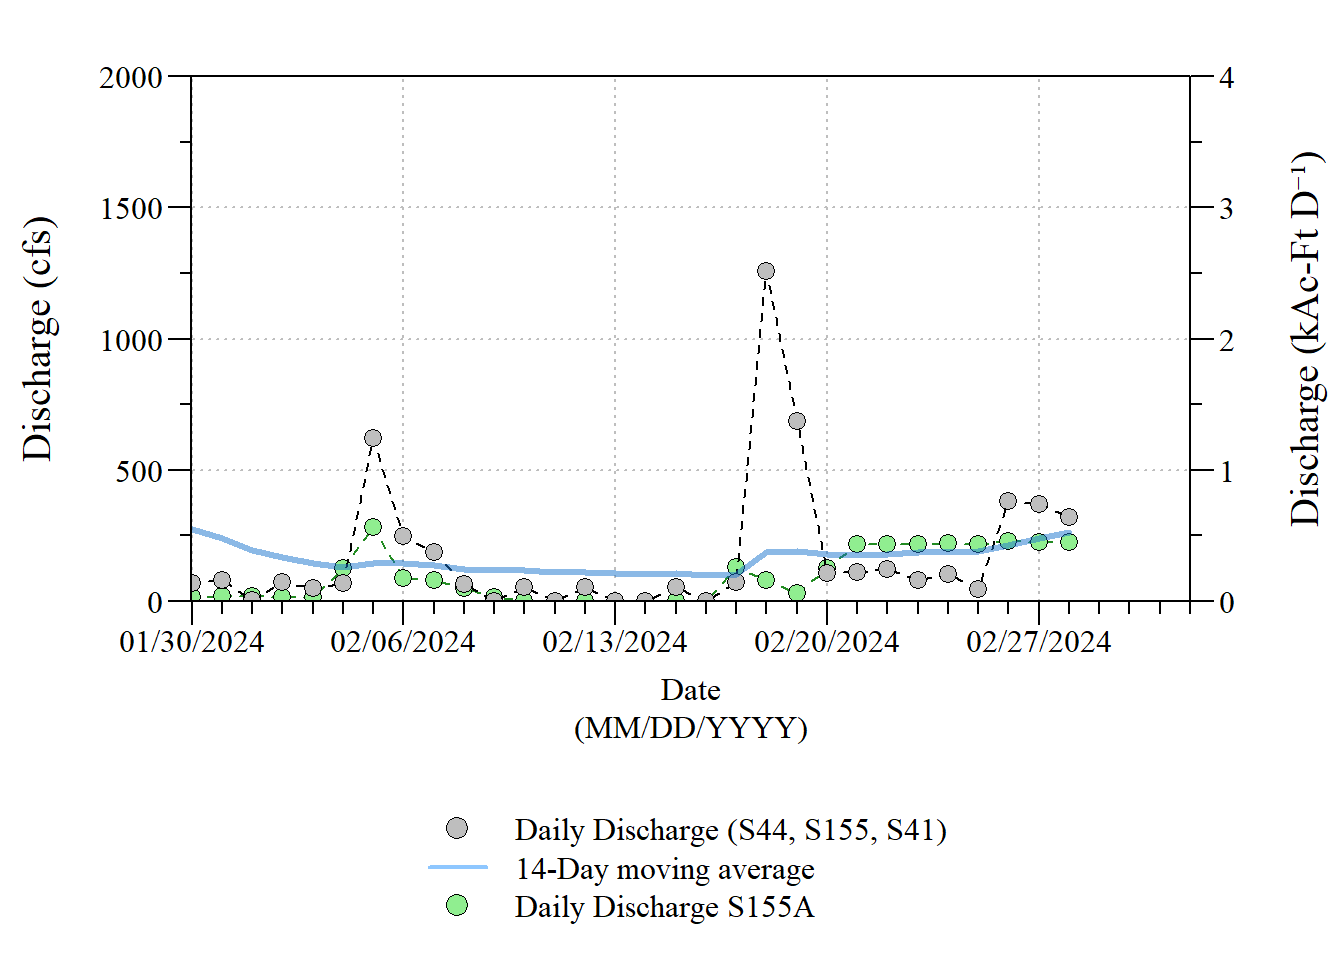 2000
1500
1000
500
0
Discharge (cfs)
4
3
2
1
0
Discharge (kAc-Ft D⁻¹)
01/30/2024 02/06/2024 02/13/2024 02/20/2024 02/27/2024
Date
(MM/DD/YYYY)
Daily Discharge (S44, S155, S41)
14-Day moving average
Daily Discharge S155A